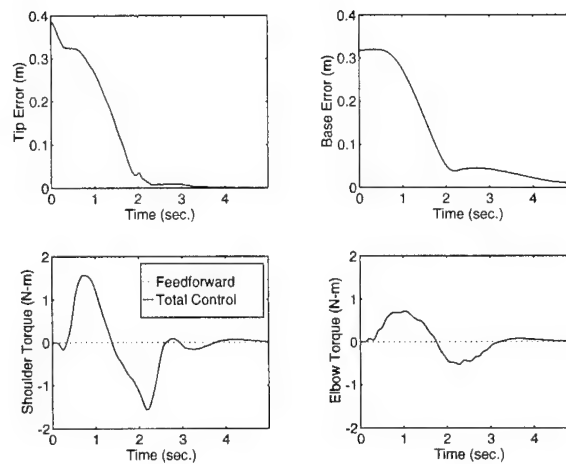 0.4
0.3
0.2
0.1
0
Tip Error (m)
0 1 2 3 4
Time (sec.)
0.4
0.3
0.2
0.1
0
Base Error (m)
0 1 2 3 4
Time (sec.)
2
1
0
-1
-2
Shoulder Torque (N-m)
Feedforward
Total Control
0 1 2 3 4
Time (sec.)
2
1
0
-1
-2
Elbow Torque (N-m)
0 1 2 3 4
Time (sec.)